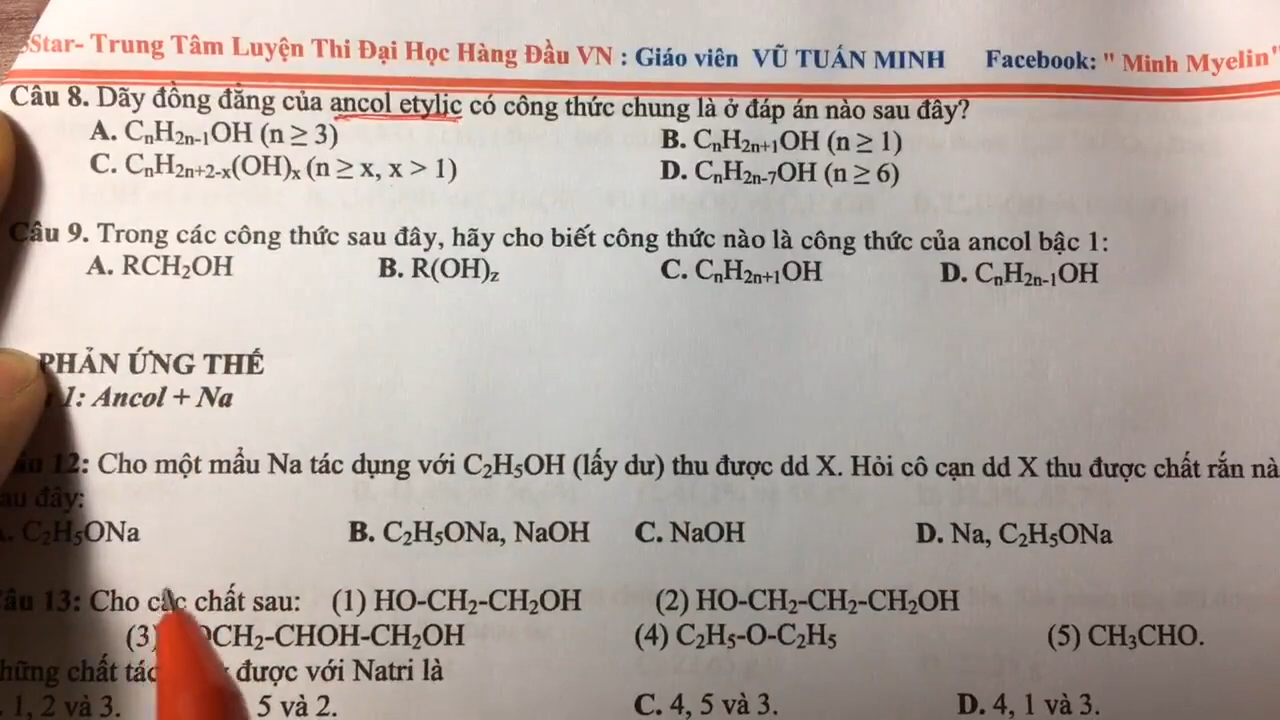 Star- Trung Tâm Luyện Thi Đại Học Hàng Đầu VN : Giáo viên VŨ TUẤN MINH Facebook: " Minh Myelin"
Câu 8. Dãy đồng đẳng của ancol etylic có công thức chung là ở đáp án nào sau đây?
A. CnH2n-1OH (n ≥ 3) B. CnH2n+1OH (n ≥ 1)
C. CnH2n+2-x(OH)x (n ≥ x, x > 1) D. CnH2n-7OH (n ≥ 6)
Câu 9. Trong các công thức sau đây, hãy cho biết công thức nào là công thức của ancol bậc 1:
A. RCH2OH B. R(OH)z C. CnH2n+1OH D. CnH2n-1OH
PHẢN ỨNG THẾ
1: Ancol + Na
12: Cho một mẩu Na tác dụng với C2H5OH (lấy dư) thu được dd X. Hỏi cô cạn dd X thu được chất rắn
đây:
C2H5ONa B. C2H5ONa, NaOH C. NaOH D. Na, C2H5ONa
13: Cho các chất sau: (1) HO-CH2-CH2OH (2) HO-CH2-CH2-CH2OH
(3) OCH2-CHOH-CH2OH (4) C2H5-O-C2H5 (5) CH3CHO.
chất tác được với Natri là
1, 2 và 3. 5 và 2. C. 4, 5 và 3. D. 4, 1 và 3.